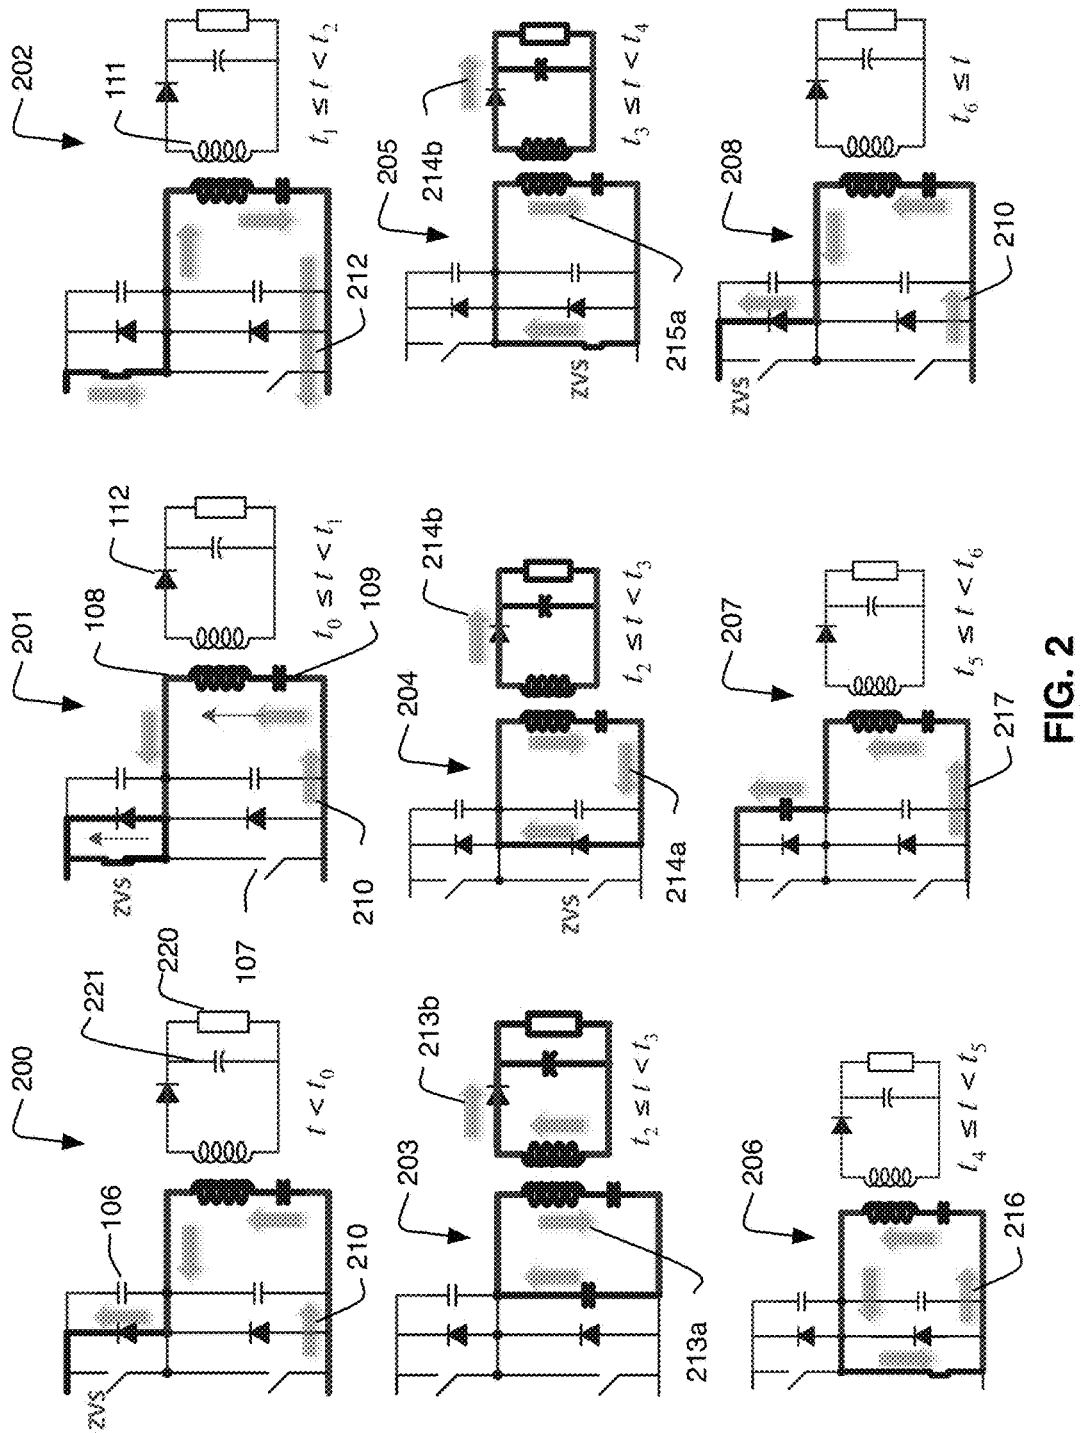 200
106
ZVS
210
221
220
t < t₀
201
108
112
ZVS
107
210
109
t₀ ≤ t < t₁
202
111
212
t₁ ≤ t < t₂
203
213a
213b
t₂ ≤ t < t₃
204
ZVS
214a
214b
t₂ ≤ t < t₃
205
ZVS
215a
214b
t₃ ≤ t < t₄
206
216
t₄ ≤ t < t₅
207
217
t₅ ≤ t < t₆
208
ZVS
210
t₆ ≤ t
FIG. 2